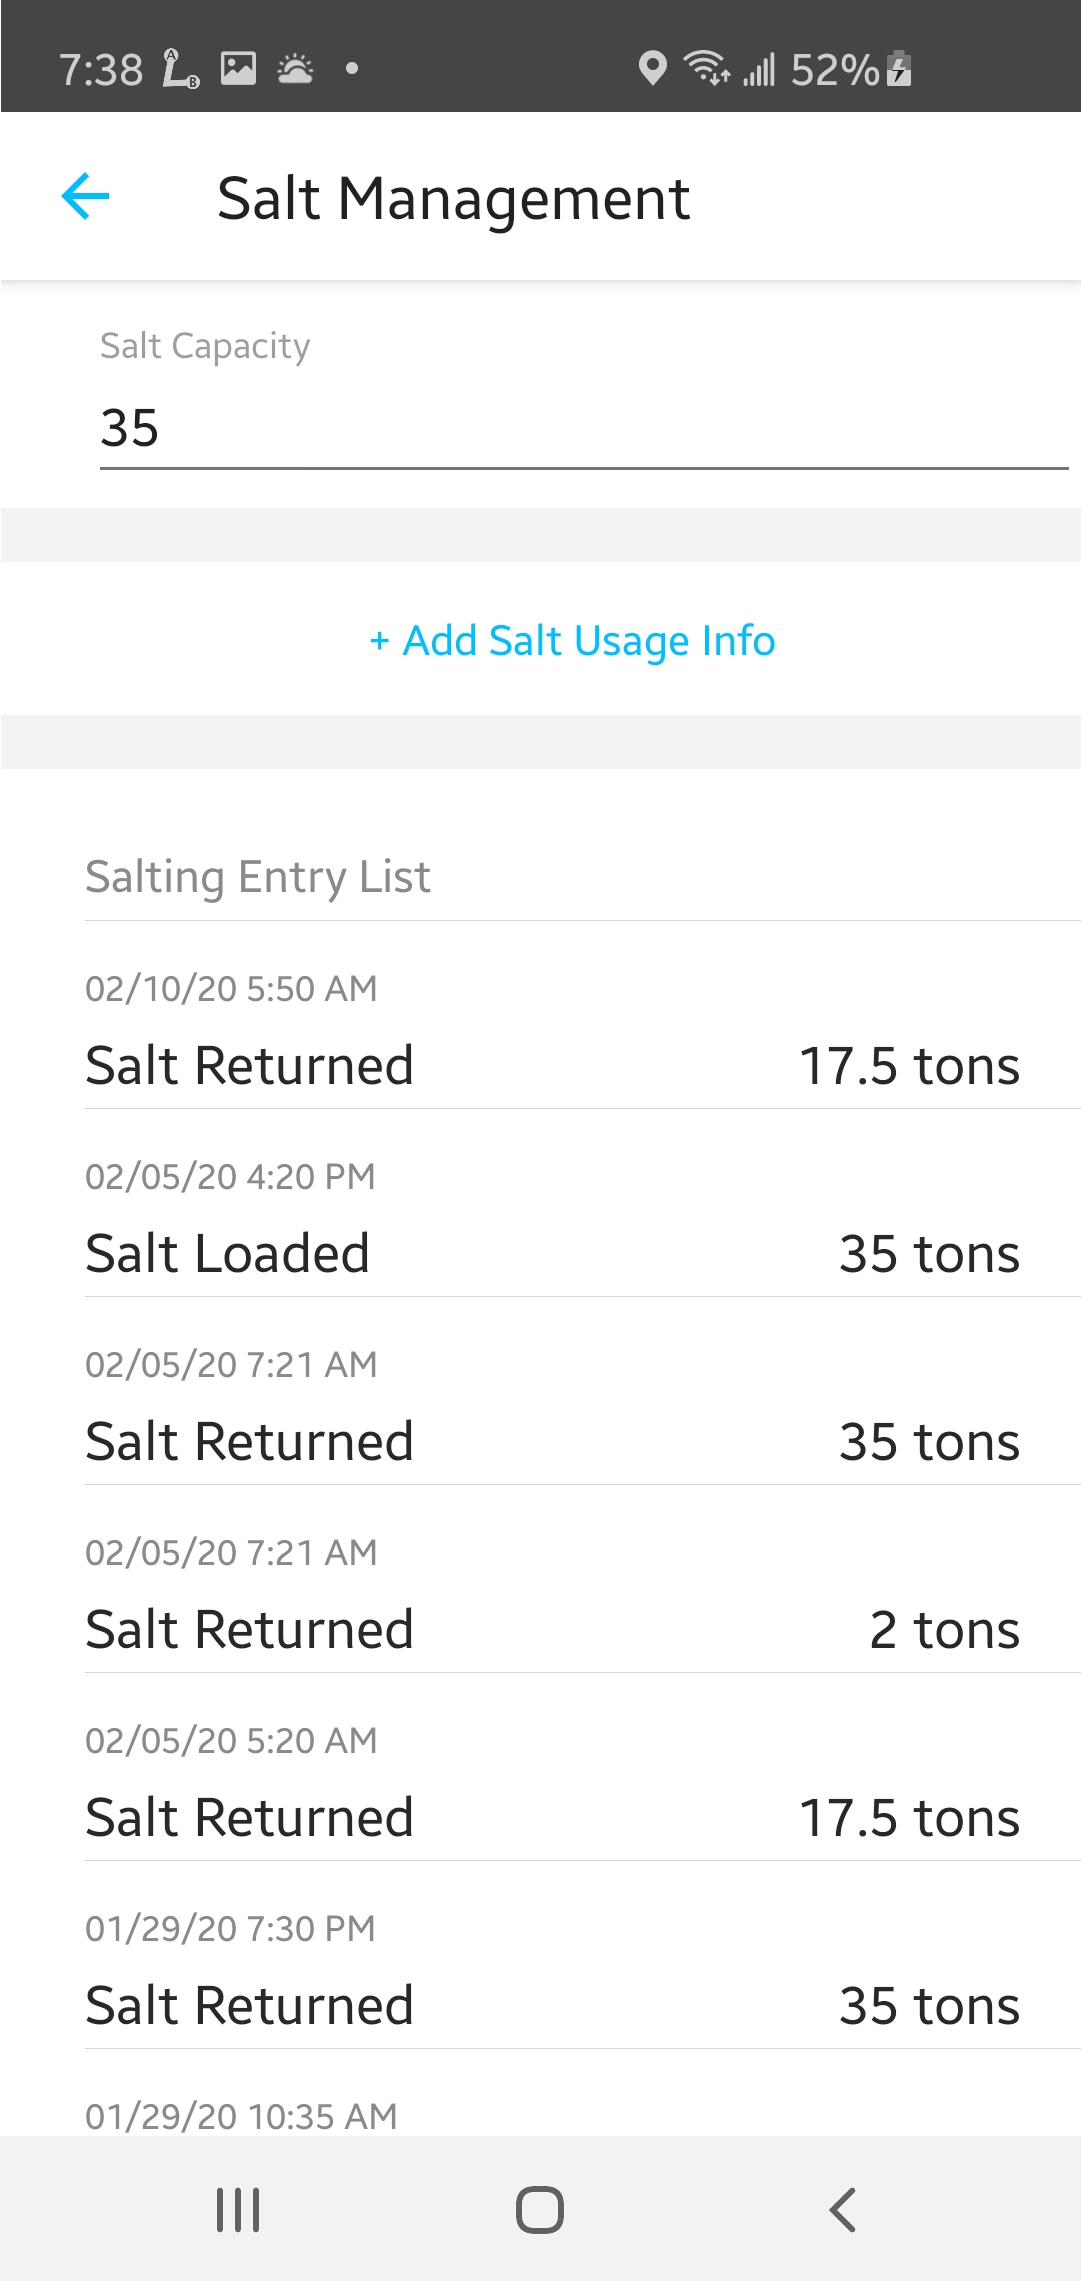 7:38 A B 52%
Salt Management
Salt Capacity
35
+ Add Salt Usage Info
Salting Entry List
02/10/20 5:50 AM
Salt Returned 17.5 tons
02/05/20 4:20 PM
Salt Loaded 35 tons
02/05/20 7:21 AM
Salt Returned 35 tons
02/05/20 7:21 AM
Salt Returned 2 tons
02/05/20 5:20 AM
Salt Returned 17.5 tons
01/29/20 7:30 PM
Salt Returned 35 tons
01/29/20 10:35 AM